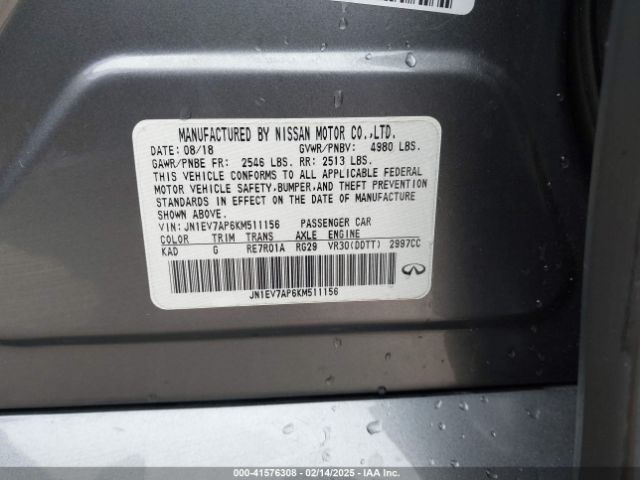 MANUFACTURED BY NISSAN MOTOR CO.,LTD.
DATE: 08/18 GVWR/PNBV: 4980 LBS.
GAWR/PNBE FR: 2546 LBS. RR: 2513 LBS.
THIS VEHICLE CONFORMS TO ALL APPLICABLE FEDERAL
MOTOR VEHICLE SAFETY,BUMPER,AND THEFT PREVENTION
STANDARDS IN EFFECT ON THE DATE OF MANUFACTURE
SHOWN ABOVE.
VIN: JN1EV7AP6KM511156 PASSENGER CAR
COLOR TRIM TRANS AXLE ENGINE
KAD G RE7R01A RG29 VR30(DDTT) 2997CC
JN1EV7AP6KM511156
00-41576308 - 02/14/2025 - IAA Inc.